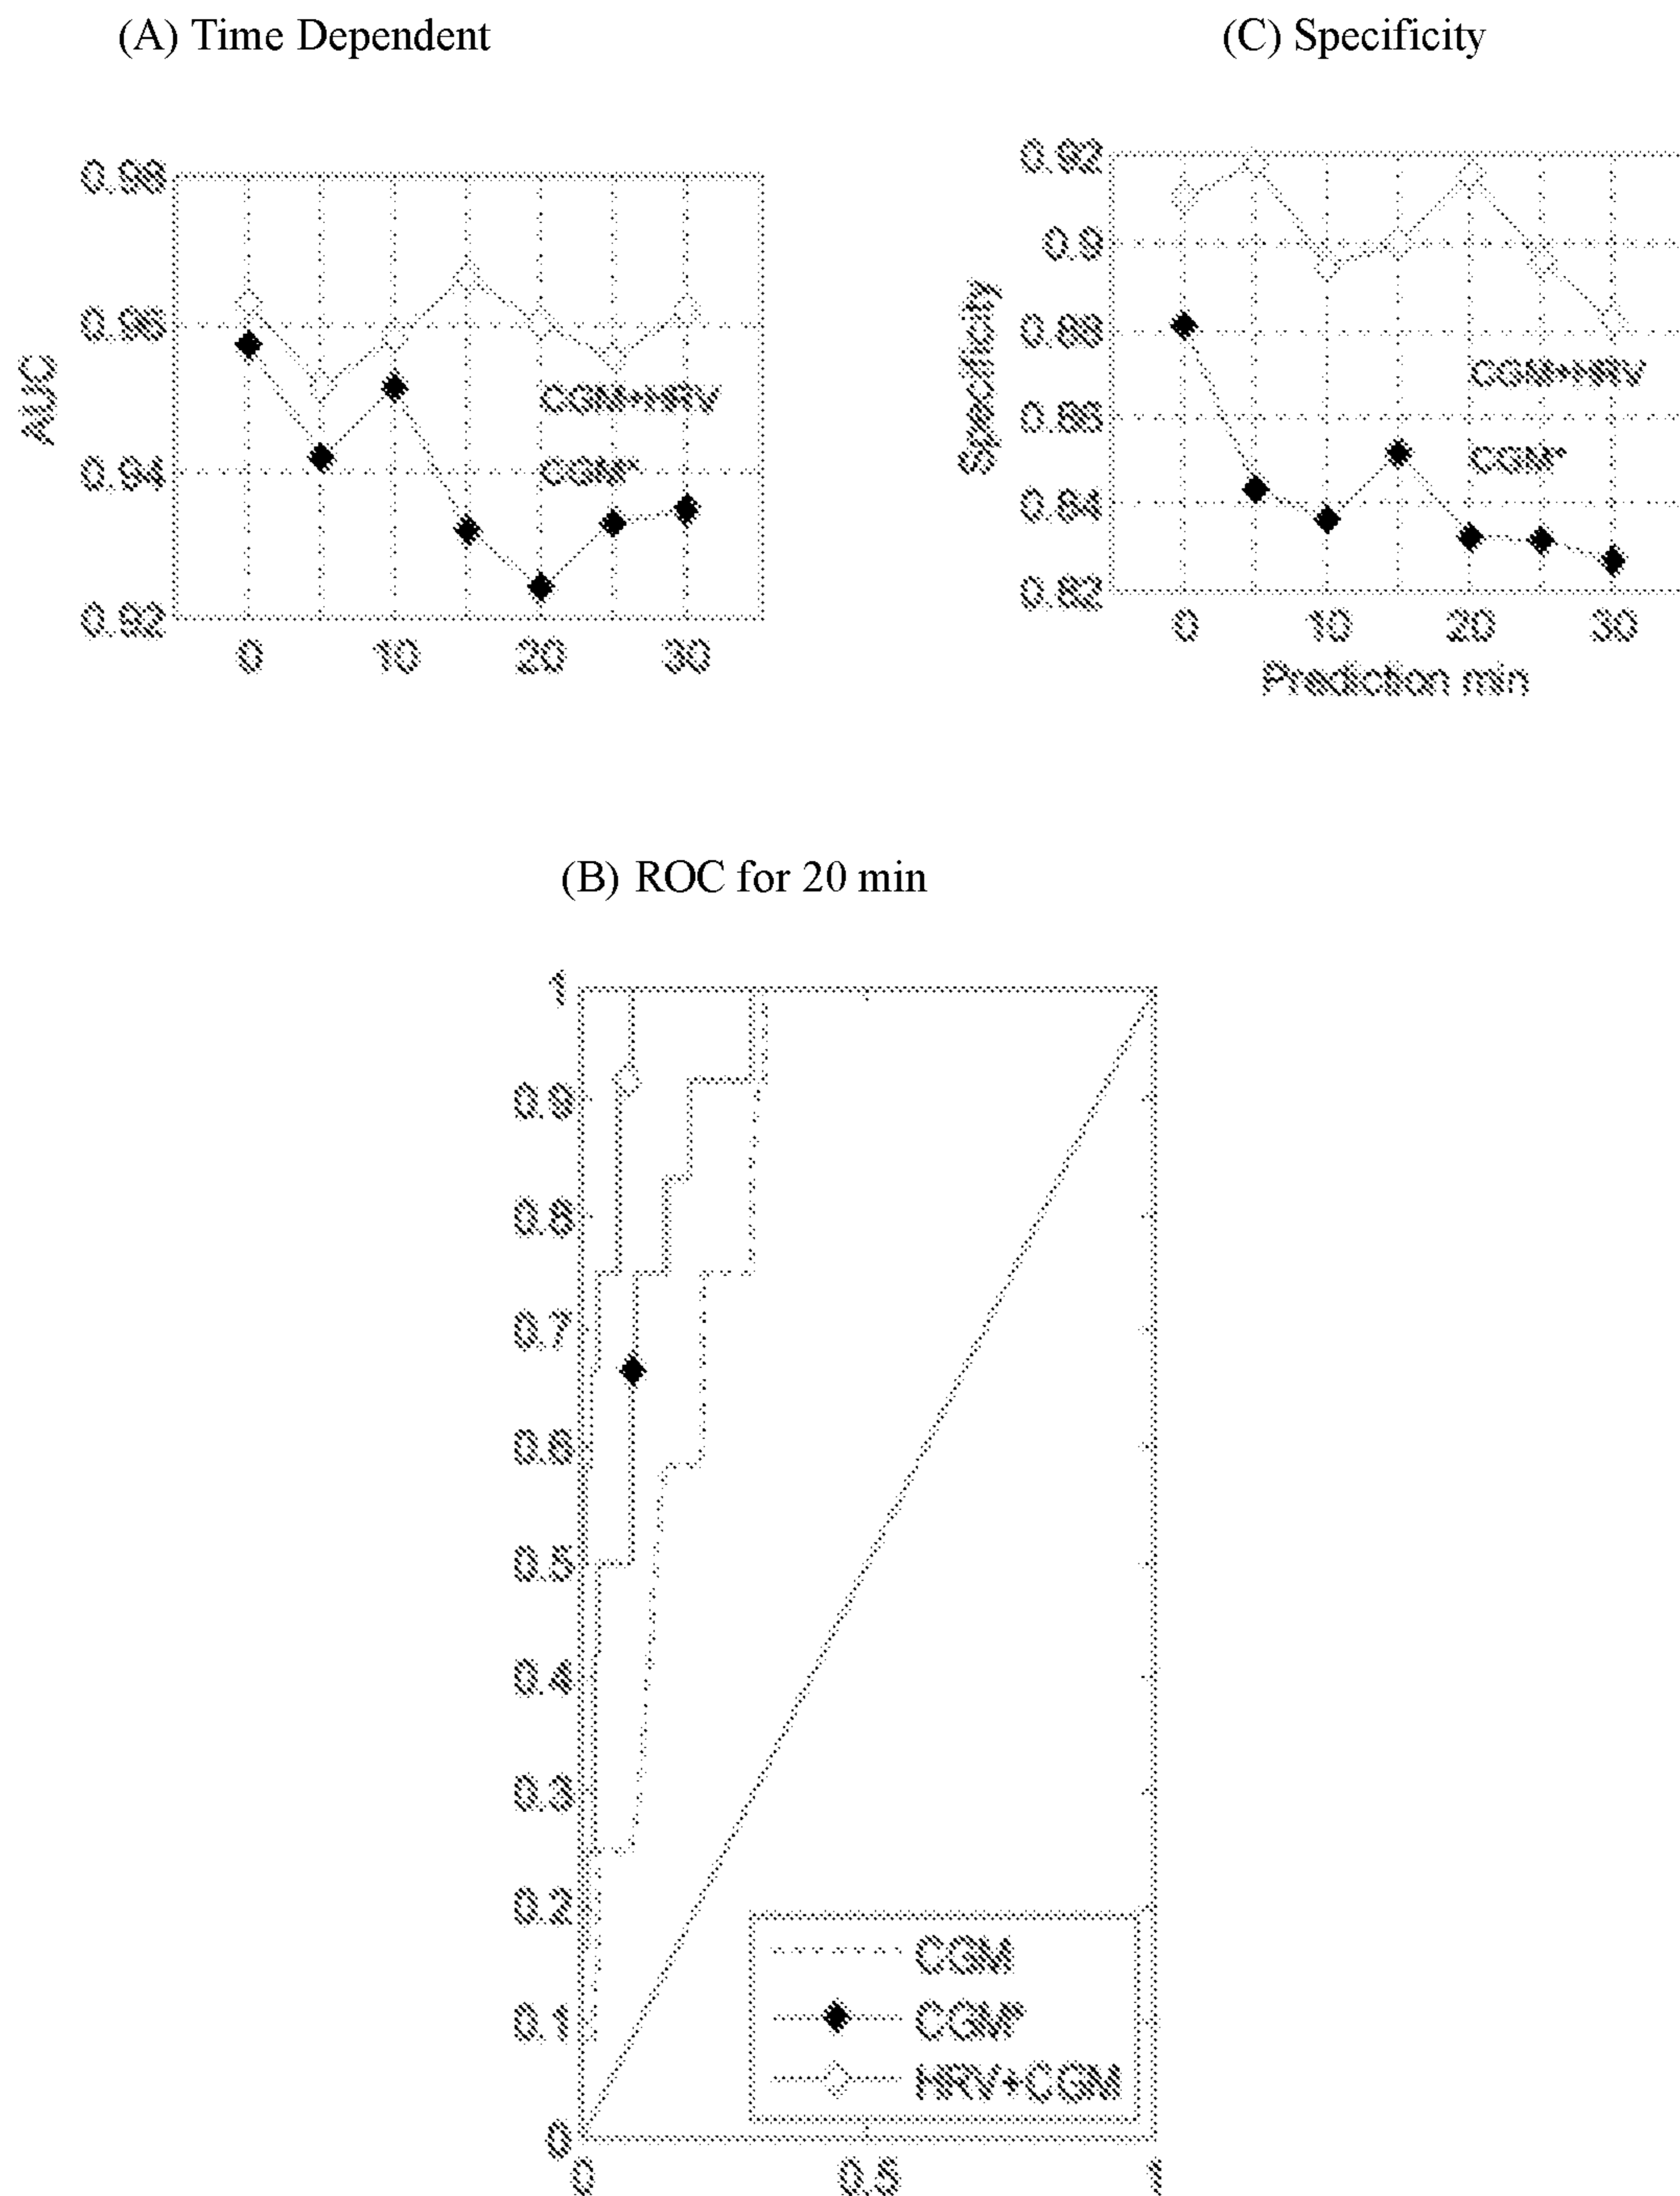 (A) Time Dependent
(C) Specificity
0.98
0.96
0.94
0.92
AUC
CGM+HRV
CGM*
0
10
20
30
0.92
0.9
0.88
0.86
0.84
0.82
Specificity
CGM+HRV
CGM*
0
10
20
30
Prediction min
(B) ROC for 20 min
1
0.9
0.8
0.7
0.6
0.5
0.4
0.3
0.2
0.1
0
CGM
CGM*
HRV+CGM
0
0.5
1